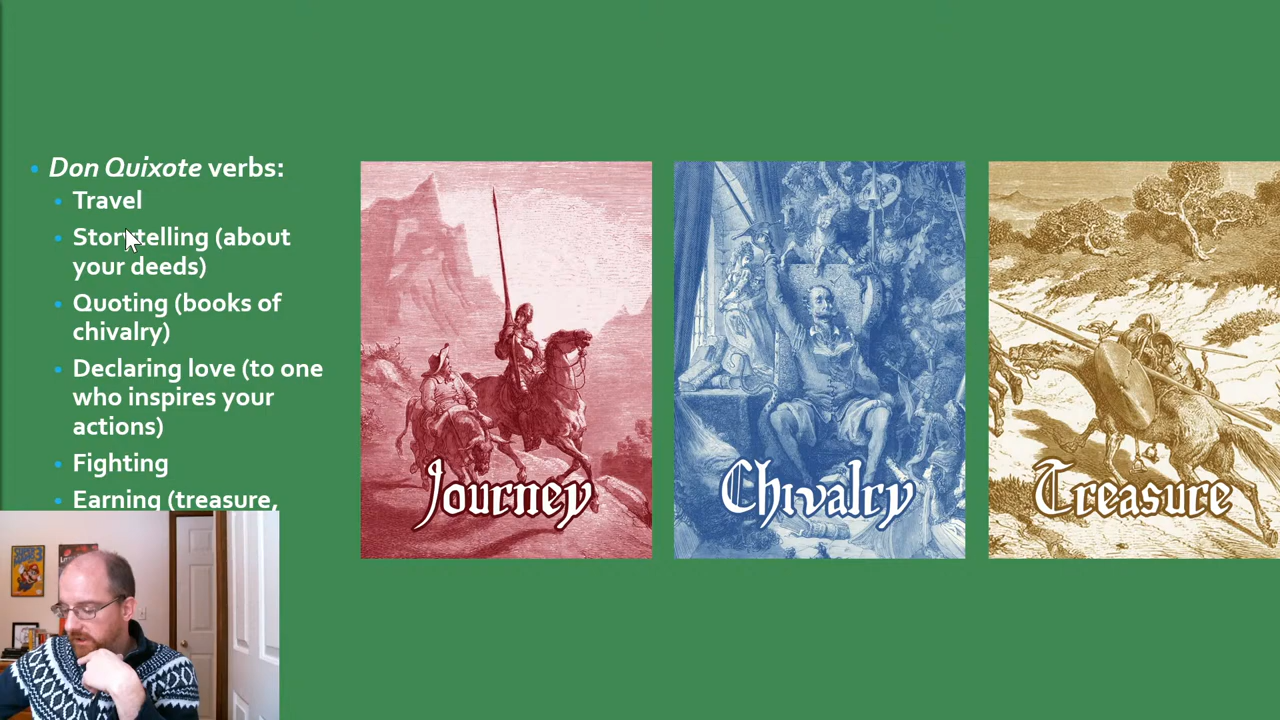 Don Quixote verbs:
Travel
Storytelling (about
your deeds)
Quoting (books of
chivalry)
Declaring love (to one
who inspires your
actions)
Fighting
Earning (treasure,
Journey
Chivalry
Treasure